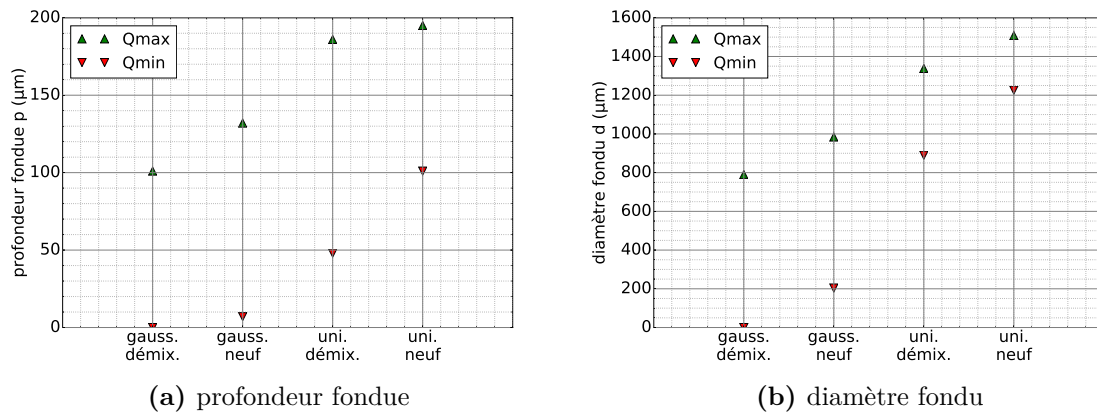 200
150
100
50
0
profondeur fondue p (µm)
Qmax
Qmin
gauss.
démix.
gauss.
neuf
uni.
démix.
uni.
neuf
(a) profondeur fondue
1600
1400
1200
1000
800
600
400
200
0
diamètre fondu d (µm)
Qmax
Qmin
gauss.
démix.
gauss.
neuf
uni.
démix.
uni.
neuf
(b) diamètre fondu